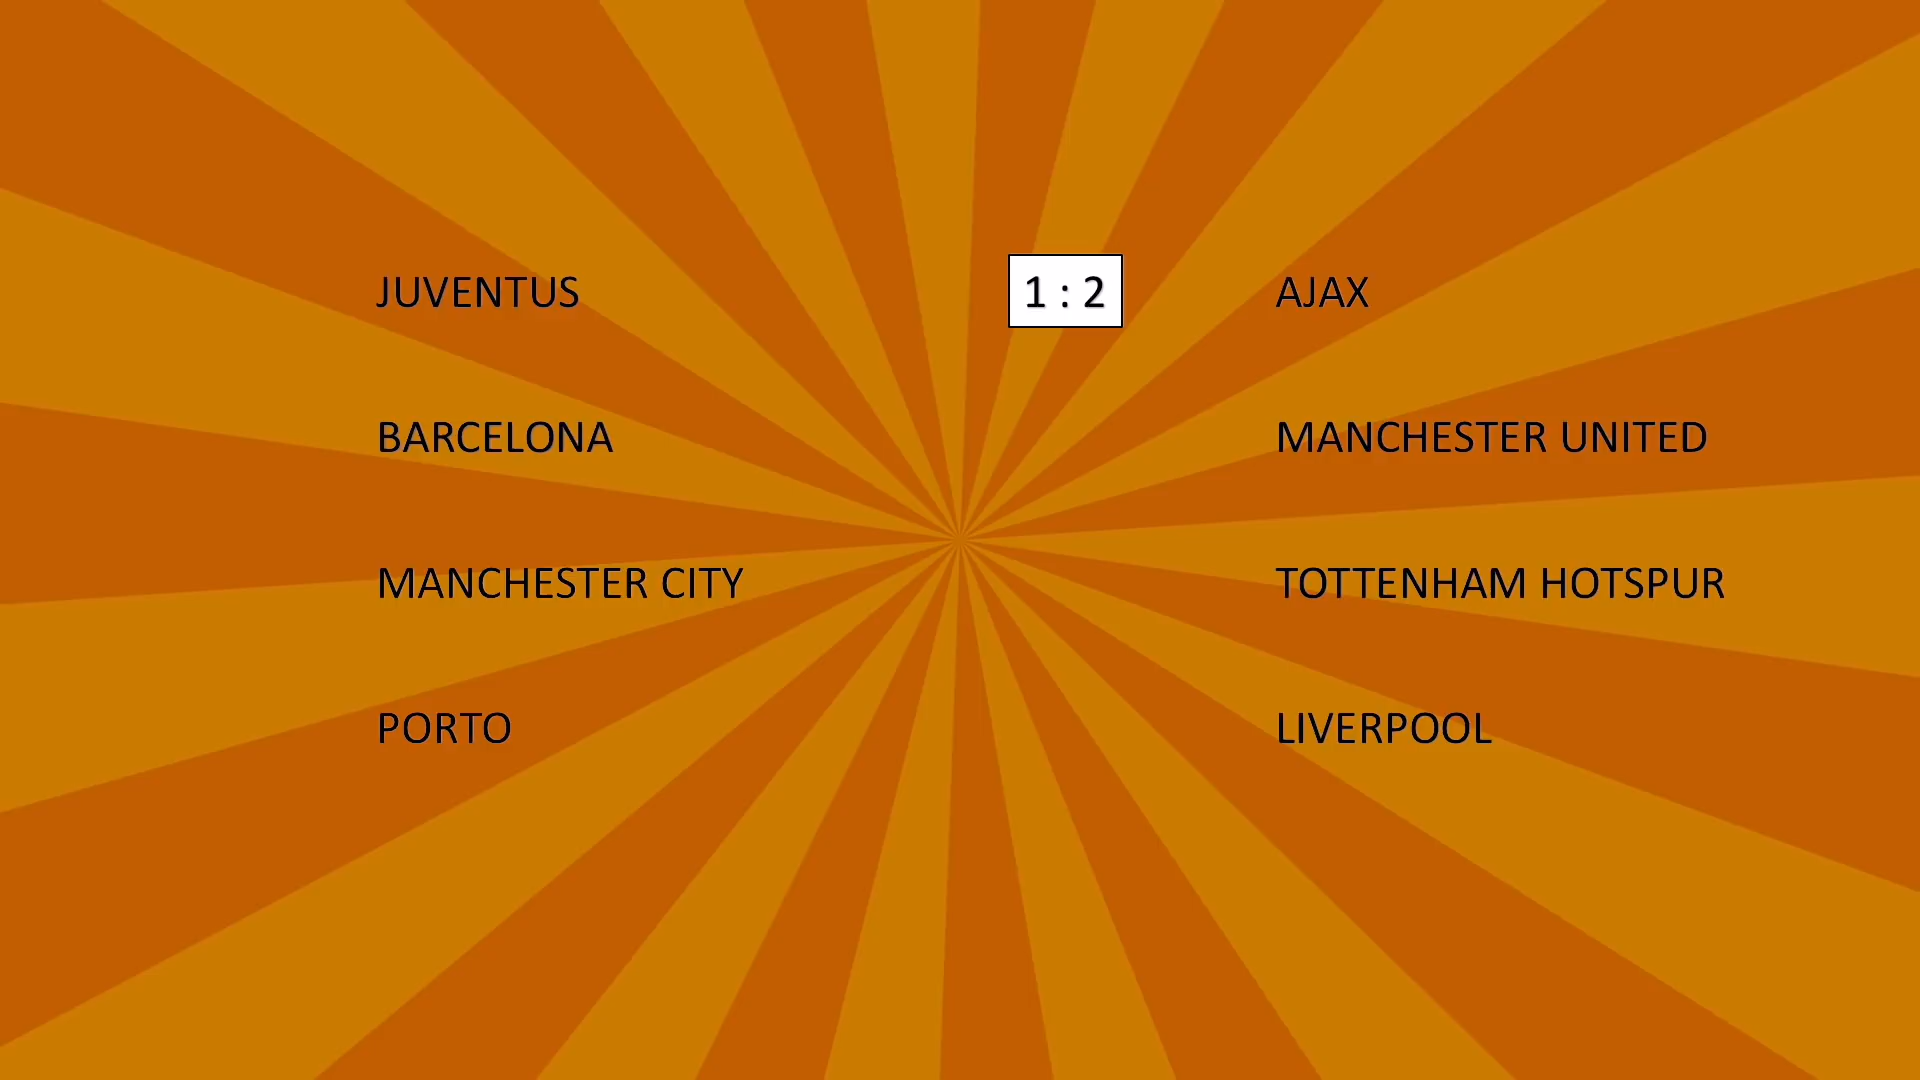 JUVENTUS 1 : 2 AJAX
BARCELONA MANCHESTER UNITED
MANCHESTER CITY TOTTENHAM HOTSPUR
PORTO LIVERPOOL